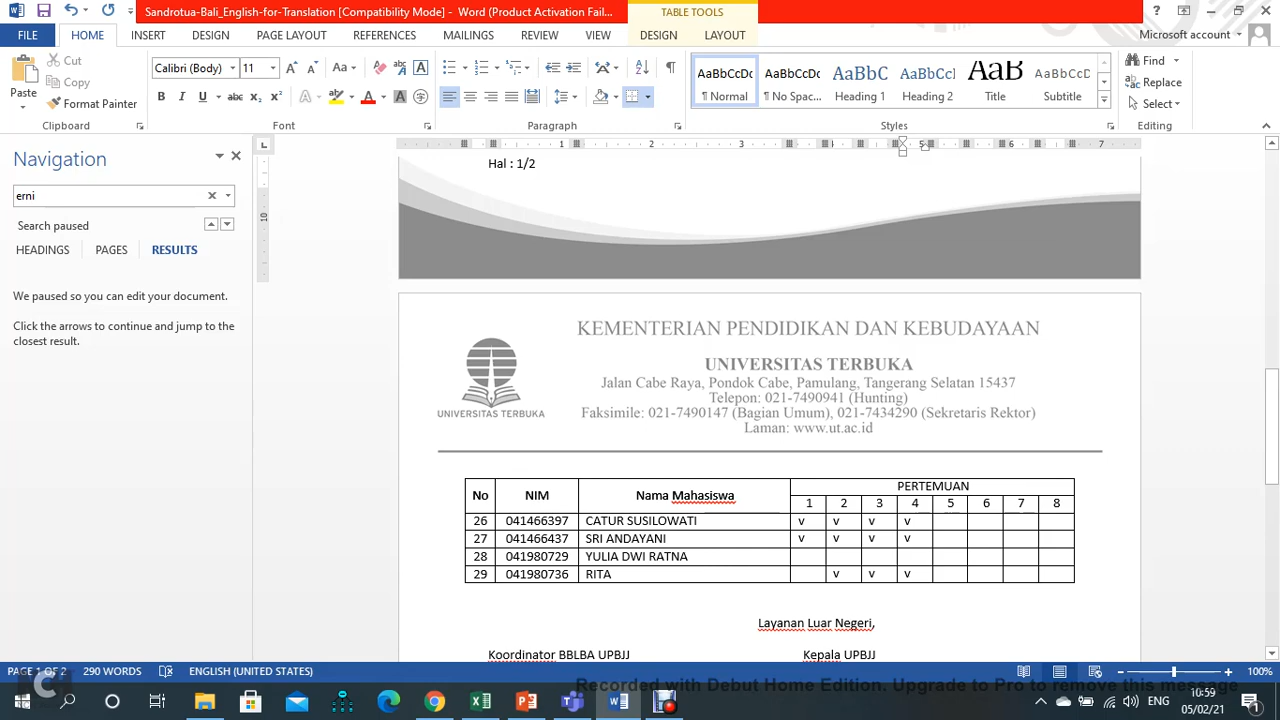 Sandrotua-Bali_English-for-Translation [Compatibility Mode] - Word (Product Activation Fail...
TABLE TOOLS
FILE HOME INSERT DESIGN PAGE LAYOUT REFERENCES MAILINGS REVIEW VIEW DESIGN LAYOUT Microsoft account
Paste
Cut
Copy
Format Painter
Clipboard
Calibri (Body) 11
Font
Paragraph
AaBbCcDc AaBbCcDc AaBbC AaBbCcI AaB AaBbCcD
¶ Normal ¶ No Spac... Heading 1 Heading 2 Title Subtitle
Styles
Find
Replace
Select
Editing
Navigation
erni
Search paused
HEADINGS PAGES RESULTS
We paused so you can edit your document.
Click the arrows to continue and jump to the
closest result.
1 2 3 4 5 6 7
10
Hal : 1/2
KEMENTERIAN PENDIDIKAN DAN KEBUDAYAAN
UNIVERSITAS TERBUKA
Jalan Cabe Raya, Pondok Cabe, Pamulang, Tangerang Selatan 15437
Telepon: 021-7490941 (Hunting)
Faksimile: 021-7490147 (Bagian Umum), 021-7434290 (Sekretaris Rektor)
Laman: www.ut.ac.id
UNIVERSITAS TERBUKA
No NIM Nama Mahasiswa PERTEMUAN
1 2 3 4 5 6 7 8
26 041466397 CATUR SUSILOWATI v v v v
27 041466437 SRI ANDAYANI v v v v
28 041980729 YULIA DWI RATNA
29 041980736 RITA v v v
Layanan Luar Negeri,
Koordinator BBLBA UPBJJ Kepala UPBJJ
PAGE 1 OF 2 290 WORDS ENGLISH (UNITED STATES) 100%
Recorded with Debut Home Edition. Upgrade to Pro to remove this message
ENG
10:59
05/02/21